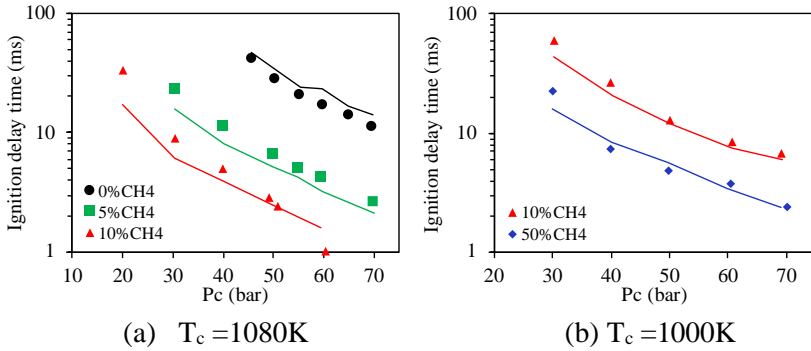 Ignition delay time (ms)
100
10
1
0%CH4
5%CH4
10%CH4
10 20 30 40 50 60 70
Pc (bar)
(a) T_c =1080K
Ignition delay time (ms)
100
10
1
10%CH4
50%CH4
20 30 40 50 60 70
Pc (bar)
(b) T_c =1000K